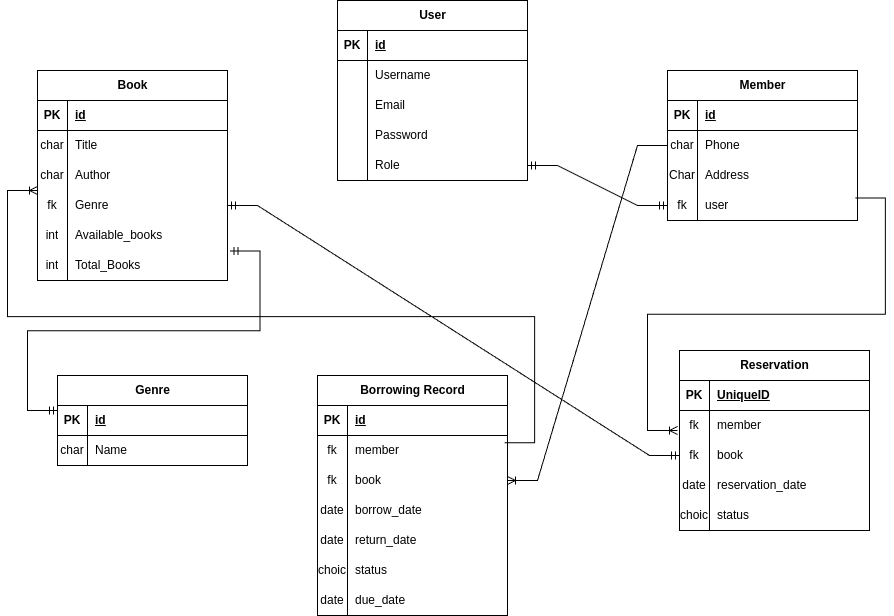 User
PK id
Username
Email
Password
Role
Book
PK id
char Title
char Author
fk Genre
int Available_books
int Total_Books
Member
PK id
char Phone
Char Address
fk user
Genre
PK id
char Name
Borrowing Record
PK id
fk member
fk book
date borrow_date
date return_date
choic status
date due_date
Reservation
PK UniqueID
fk member
fk book
date reservation_date
choic status